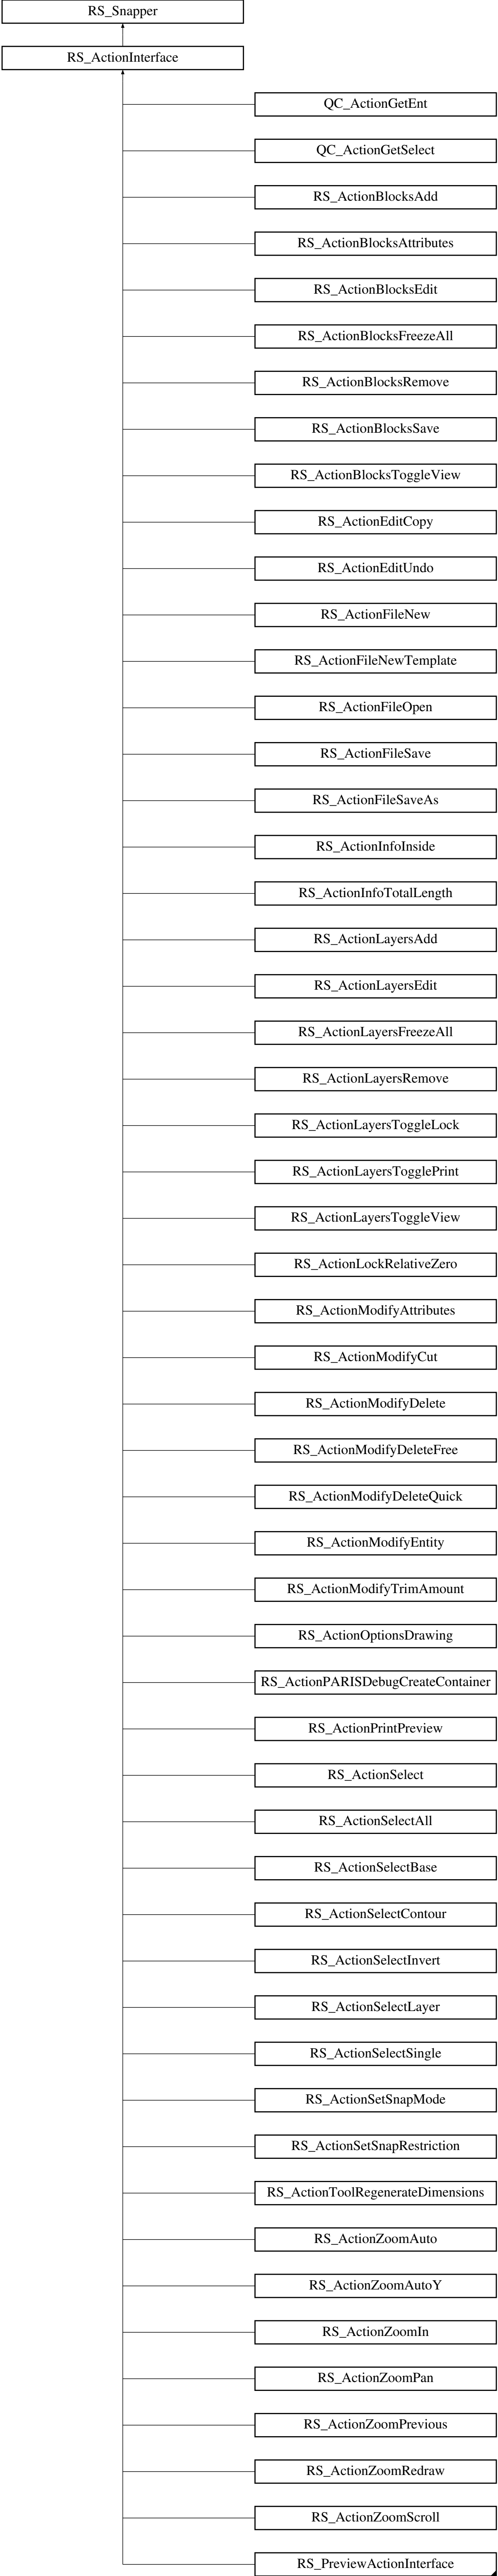 RS_Snapper
RS_ActionInterface
QC_ActionGetEnt
QC_ActionGetSelect
RS_ActionBlocksAdd
RS_ActionBlocksAttributes
RS_ActionBlocksEdit
RS_ActionBlocksFreezeAll
RS_ActionBlocksRemove
RS_ActionBlocksSave
RS_ActionBlocksToggleView
RS_ActionEditCopy
RS_ActionEditUndo
RS_ActionFileNew
RS_ActionFileNewTemplate
RS_ActionFileOpen
RS_ActionFileSave
RS_ActionFileSaveAs
RS_ActionInfoInside
RS_ActionInfoTotalLength
RS_ActionLayersAdd
RS_ActionLayersEdit
RS_ActionLayersFreezeAll
RS_ActionLayersRemove
RS_ActionLayersToggleLock
RS_ActionLayersTogglePrint
RS_ActionLayersToggleView
RS_ActionLockRelativeZero
RS_ActionModifyAttributes
RS_ActionModifyCut
RS_ActionModifyDelete
RS_ActionModifyDeleteFree
RS_ActionModifyDeleteQuick
RS_ActionModifyEntity
RS_ActionModifyTrimAmount
RS_ActionOptionsDrawing
RS_ActionPARISDebugCreateContainer
RS_ActionPrintPreview
RS_ActionSelect
RS_ActionSelectAll
RS_ActionSelectBase
RS_ActionSelectContour
RS_ActionSelectInvert
RS_ActionSelectLayer
RS_ActionSelectSingle
RS_ActionSetSnapMode
RS_ActionSetSnapRestriction
RS_ActionToolRegenerateDimensions
RS_ActionZoomAuto
RS_ActionZoomAutoY
RS_ActionZoomIn
RS_ActionZoomPan
RS_ActionZoomPrevious
RS_ActionZoomRedraw
RS_ActionZoomScroll
RS_PreviewActionInterface